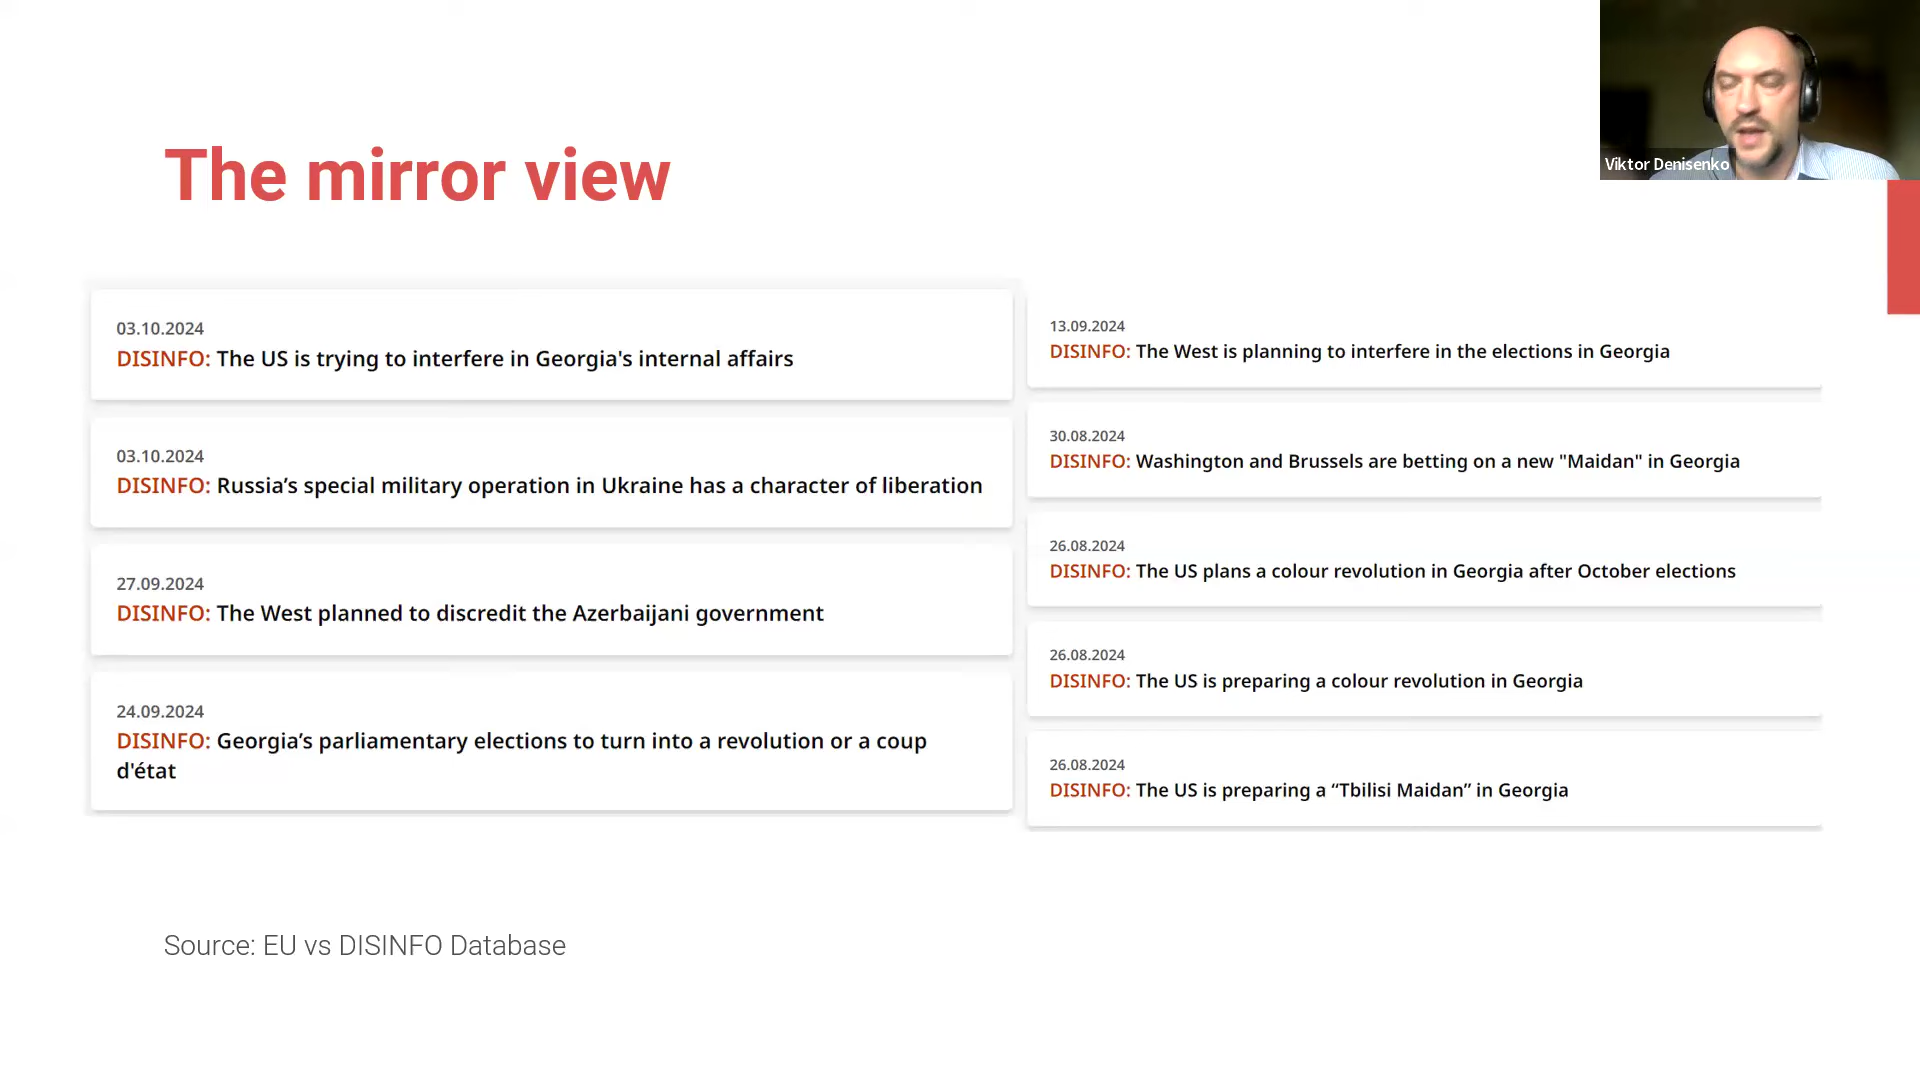 Viktor Denisenko
The mirror view
03.10.2024
DISINFO: The US is trying to interfere in Georgia's internal affairs
03.10.2024
DISINFO: Russia’s special military operation in Ukraine has a character of liberation
27.09.2024
DISINFO: The West planned to discredit the Azerbaijani government
24.09.2024
DISINFO: Georgia’s parliamentary elections to turn into a revolution or a coup
d'état
13.09.2024
DISINFO: The West is planning to interfere in the elections in Georgia
30.08.2024
DISINFO: Washington and Brussels are betting on a new "Maidan" in Georgia
26.08.2024
DISINFO: The US plans a colour revolution in Georgia after October elections
26.08.2024
DISINFO: The US is preparing a colour revolution in Georgia
26.08.2024
DISINFO: The US is preparing a “Tbilisi Maidan” in Georgia
Source: EU vs DISINFO Database